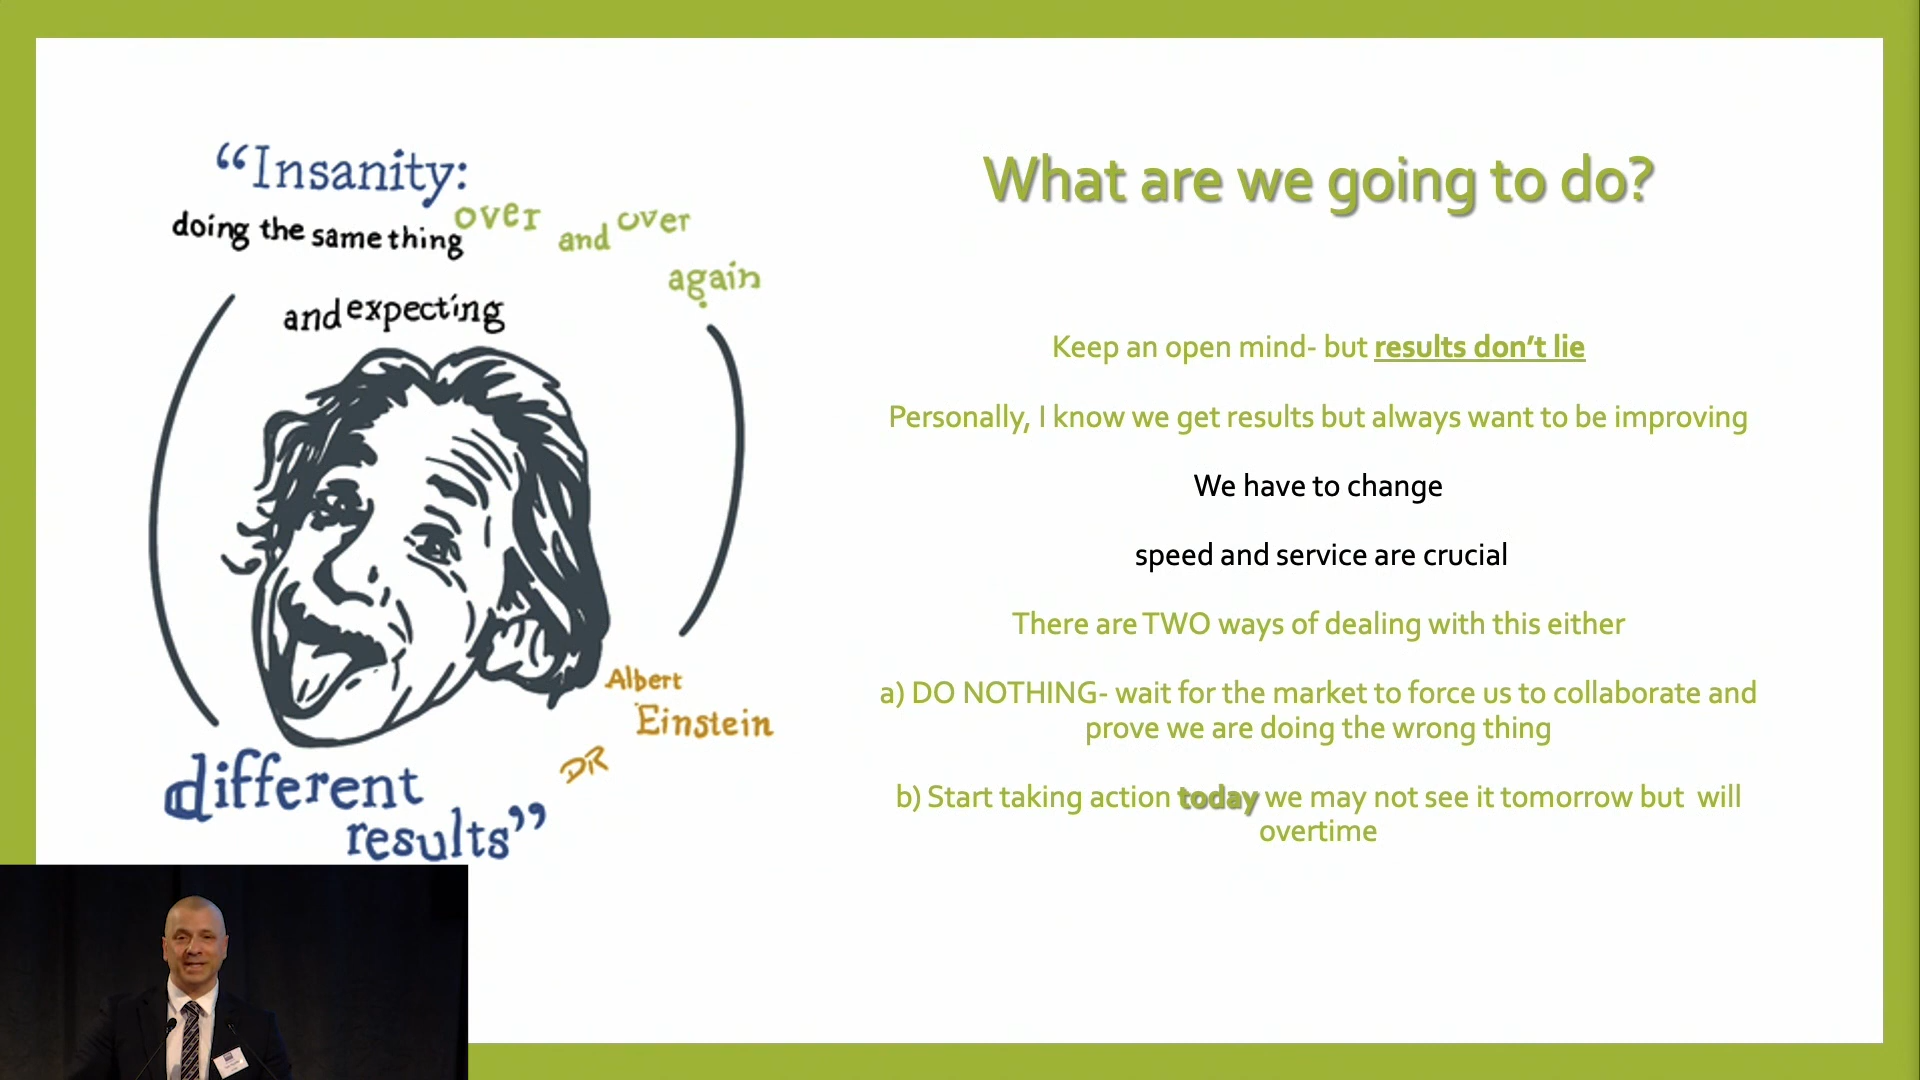 “Insanity:
doing the same thing over and over
again
and expecting
Albert
Einstein
DR
different
results”
What are we going to do?
Keep an open mind- but results don’t lie
Personally, I know we get results but always want to be improving
We have to change
speed and service are crucial
There are TWO ways of dealing with this either
a) DO NOTHING- wait for the market to force us to collaborate and
prove we are doing the wrong thing
b) Start taking action today we may not see it tomorrow but  will
overtime